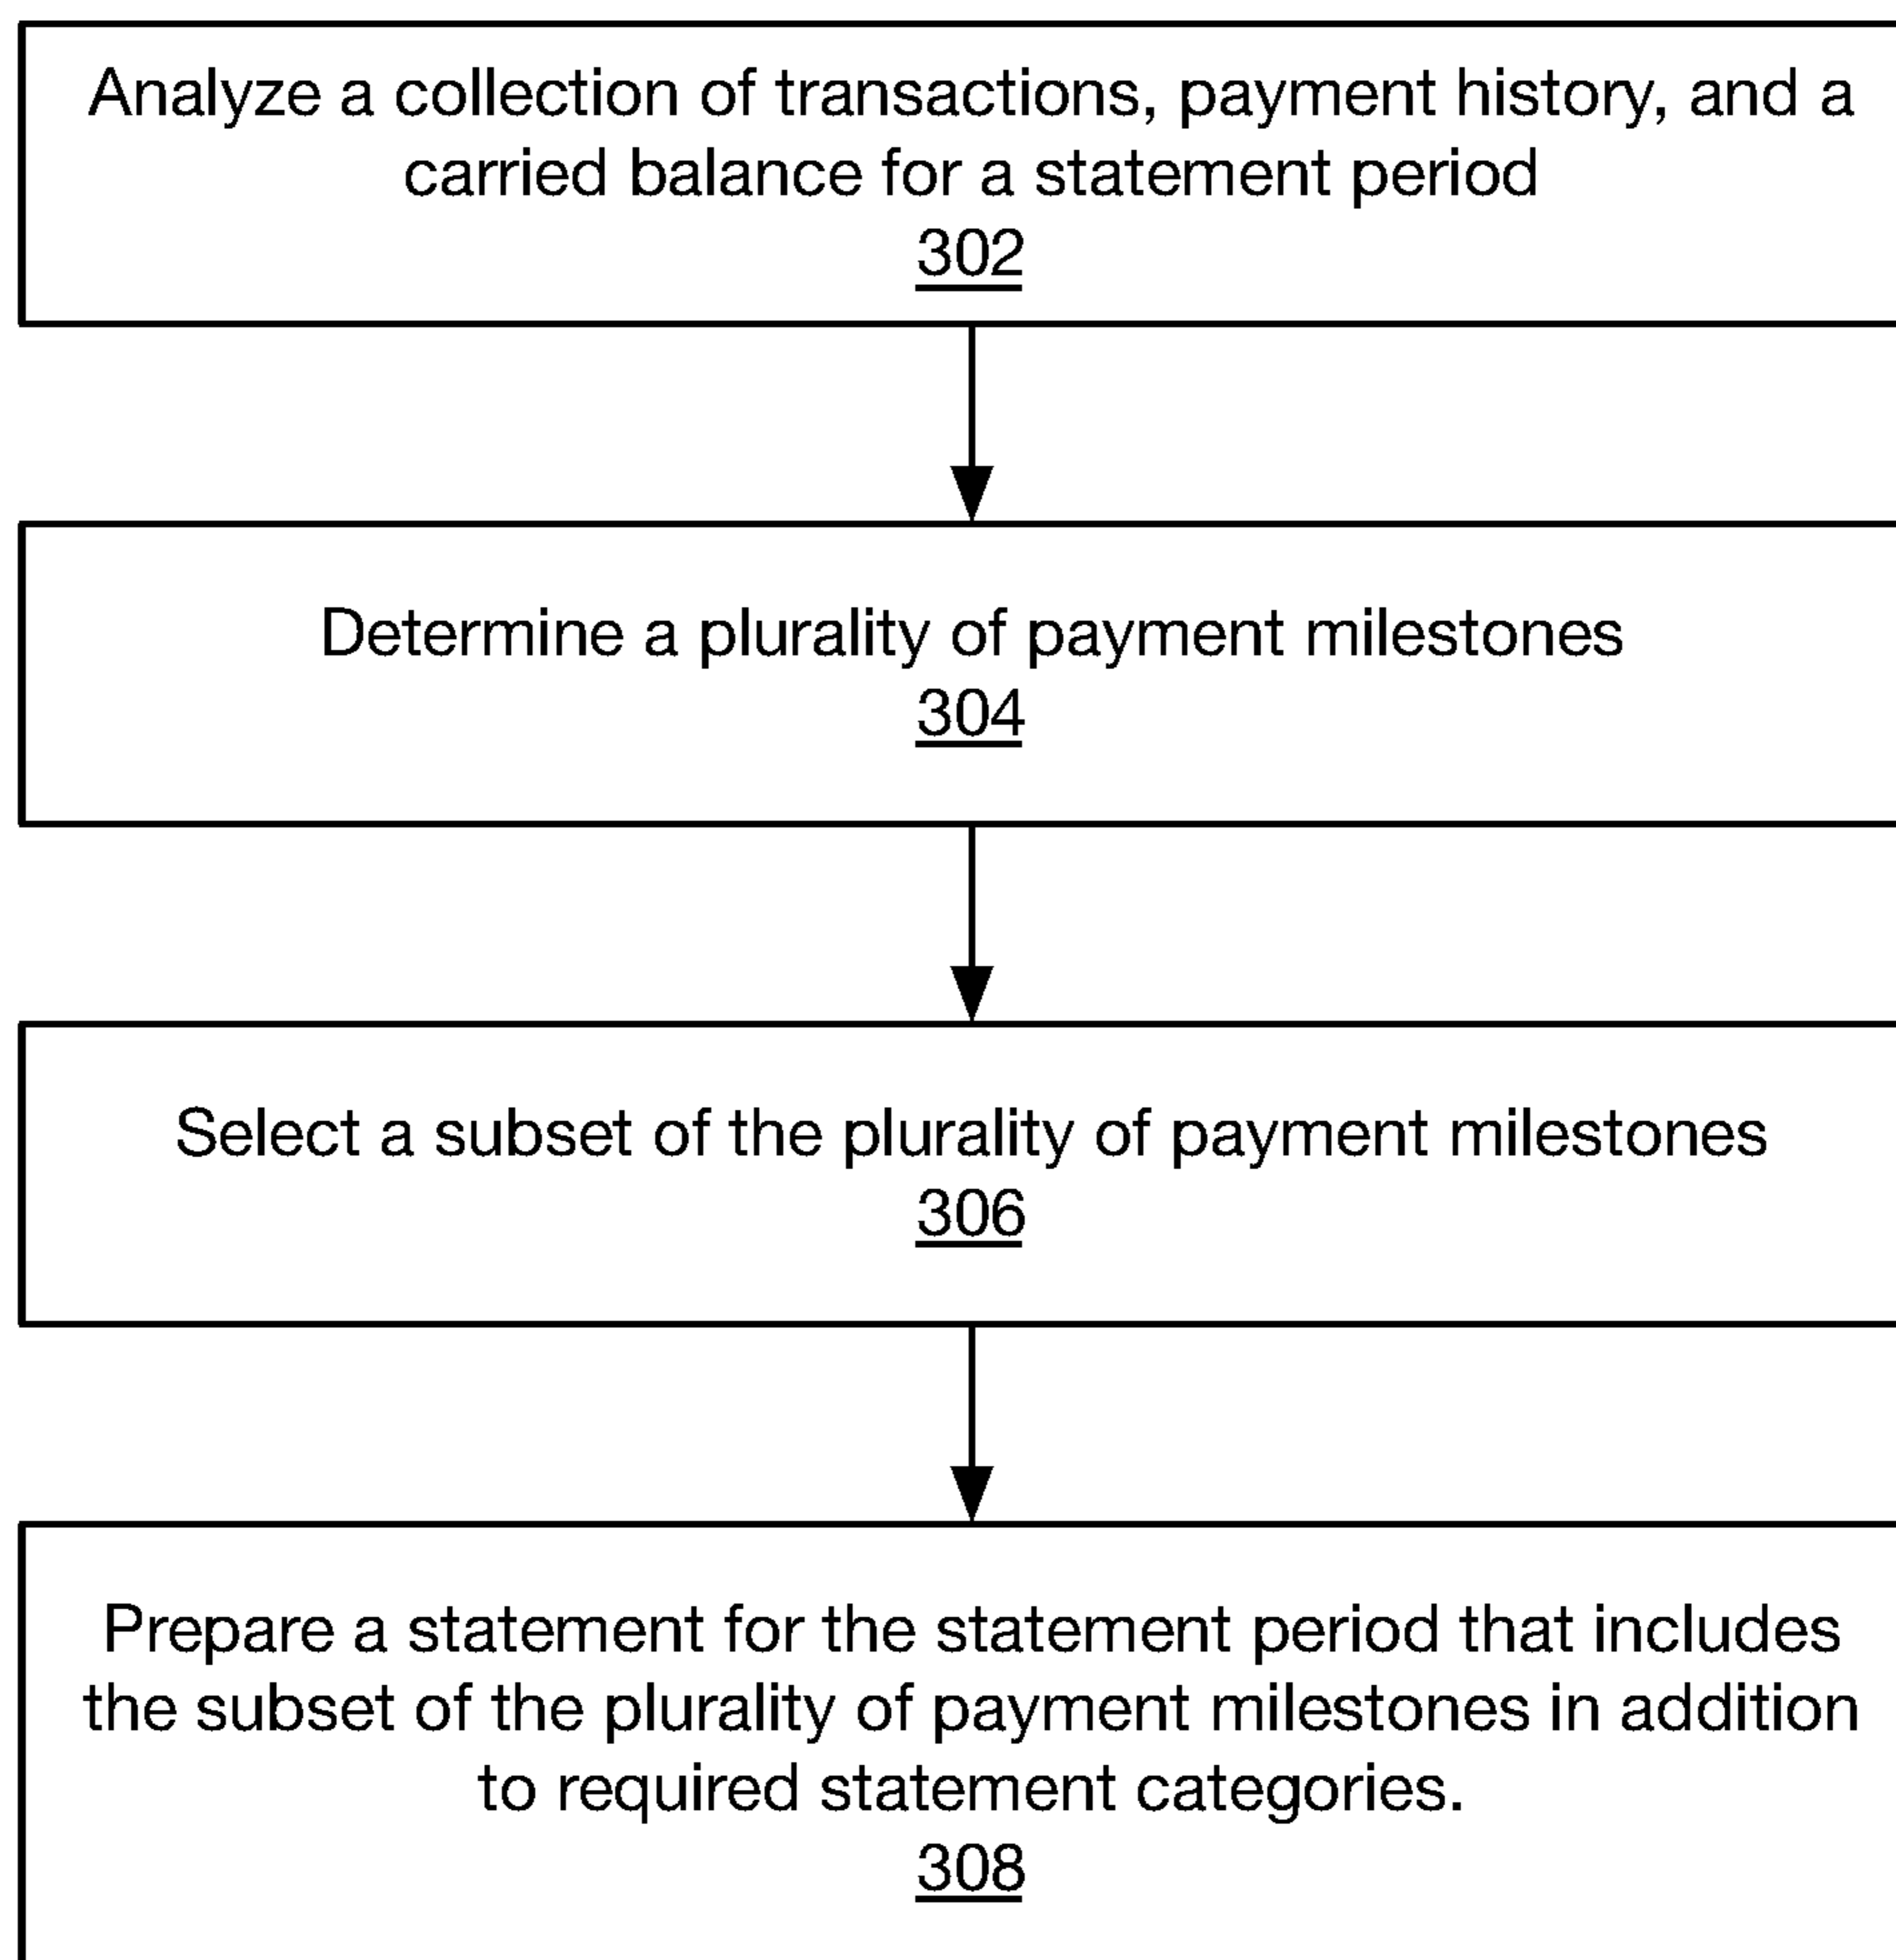 Analyze a collection of transactions, payment history, and a
carried balance for a statement period
302
Determine a plurality of payment milestones
304
Select a subset of the plurality of payment milestones
306
Prepare a statement for the statement period that includes
the subset of the plurality of payment milestones in addition
to required statement categories.
308